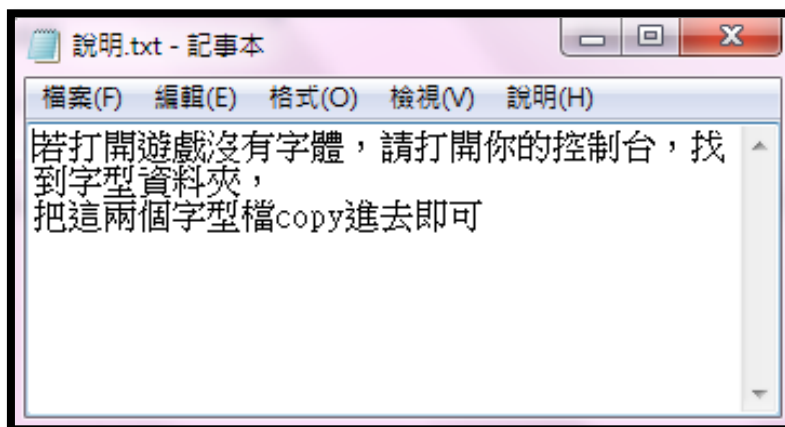 說明.txt - 記事本
檔案(F) 編輯(E) 格式(O) 檢視(V) 說明(H)
若打開遊戲沒有字體，請打開你的控制台，找
到字型資料夾，
把這兩個字型檔copy進去即可